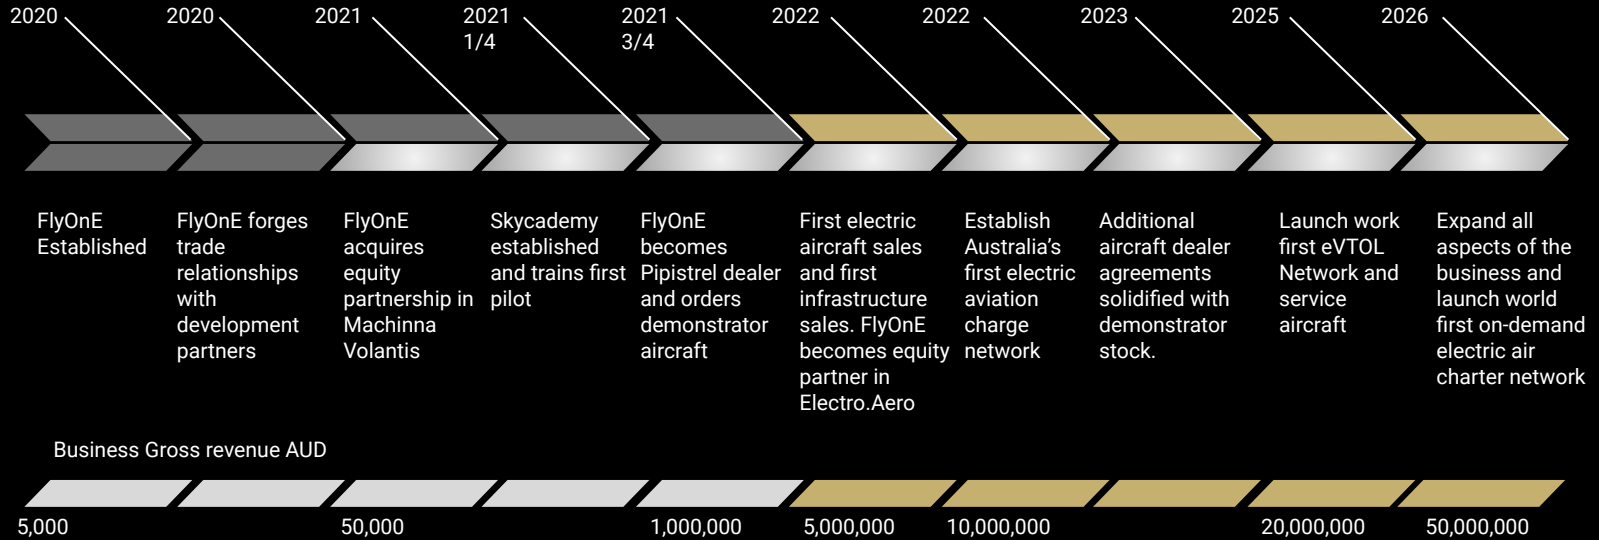 2020
2020
2021
2021
1/4
2021
3/4
2022
2022
2023
2025
2026
FlyOnE
Established
FlyOnE forges
trade
relationships
with
development
partners
FlyOnE
acquires
equity
partnership in
Machinna
Volantis
Skycademy
established
and trains first
pilot
FlyOnE
becomes
Pipistrel dealer
and orders
demonstrator
aircraft
First electric
aircraft sales
and first
infrastructure
sales. FlyOnE
becomes equity
partner in
Electro.Aero
Establish
Australia’s
first electric
aviation
charge
network
Additional
aircraft dealer
agreements
solidified with
demonstrator
stock.
Launch work
first eVTOL
Network and
service
aircraft
Expand all
aspects of the
business and
launch world
first on-demand
electric air
charter network
Business Gross revenue AUD
5,000
50,000
1,000,000
5,000,000
10,000,000
20,000,000
50,000,000